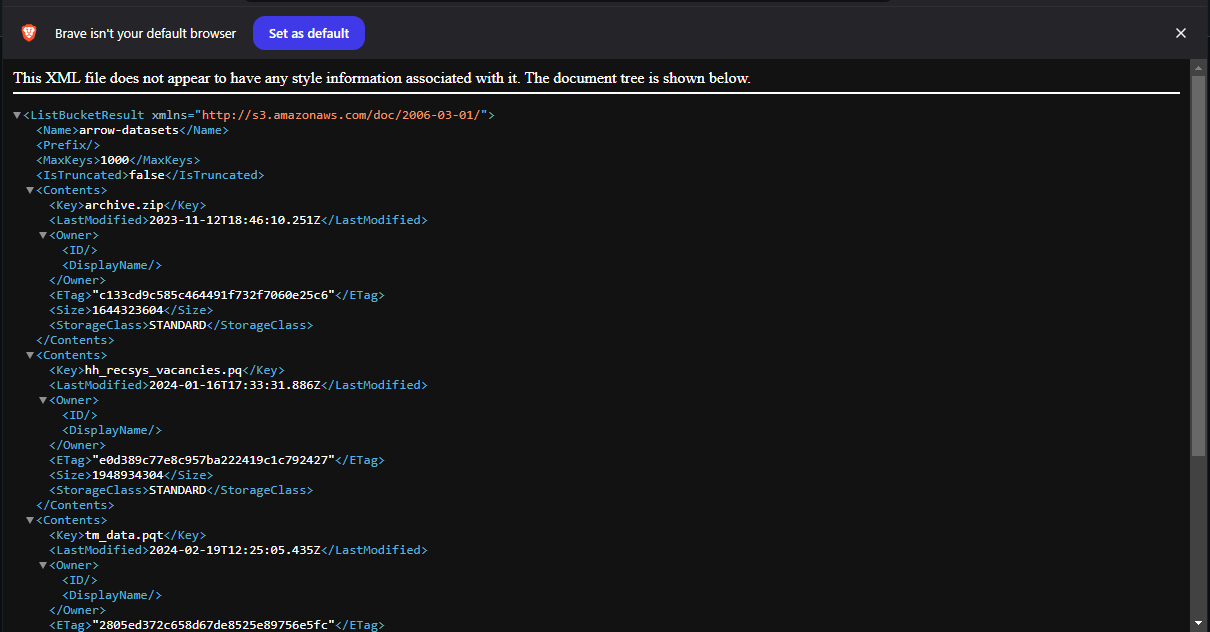 Brave isn't your default browser
Set as default
This XML file does not appear to have any style information associated with it. The document tree is shown below.
<ListBucketResult xmlns="http://s3.amazonaws.com/doc/2006-03-01/">
<Name>arrow-datasets</Name>
<Prefix/>
<MaxKeys>1000</MaxKeys>
<IsTruncated>false</IsTruncated>
<Contents>
<Key>archive.zip</Key>
<LastModified>2023-11-12T18:46:10.251Z</LastModified>
<Owner>
<ID/>
<DisplayName/>
</Owner>
<ETag>"c133cd9c585c464491f732f7060e25c6"</ETag>
<Size>1644323604</Size>
<StorageClass>STANDARD</StorageClass>
</Contents>
<Contents>
<Key>hh_recsys_vacancies.pq</Key>
<LastModified>2024-01-16T17:33:31.886Z</LastModified>
<Owner>
<ID/>
<DisplayName/>
</Owner>
<ETag>"e0d389c77e8c957ba222419c1c792427"</ETag>
<Size>1948934304</Size>
<StorageClass>STANDARD</StorageClass>
</Contents>
<Contents>
<Key>tm_data.pqt</Key>
<LastModified>2024-02-19T12:25:05.435Z</LastModified>
<Owner>
<ID/>
<DisplayName/>
</Owner>
<ETag>"2805ed372c658d67de8525e89756e5fc"</ETag>